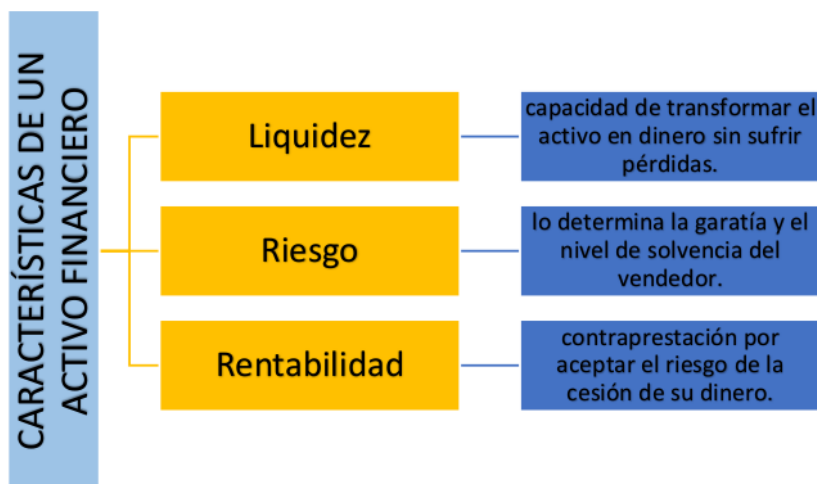 CARACTERÍSTICAS DE UN
ACTIVO FINANCIERO
Liquidez
capacidad de transformar el
activo en dinero sin sufrir
pérdidas.
Riesgo
lo determina la garatía y el
nivel de solvencia del
vendedor.
Rentabilidad
contraprestación por
aceptar el riesgo de la
cesión de su dinero.